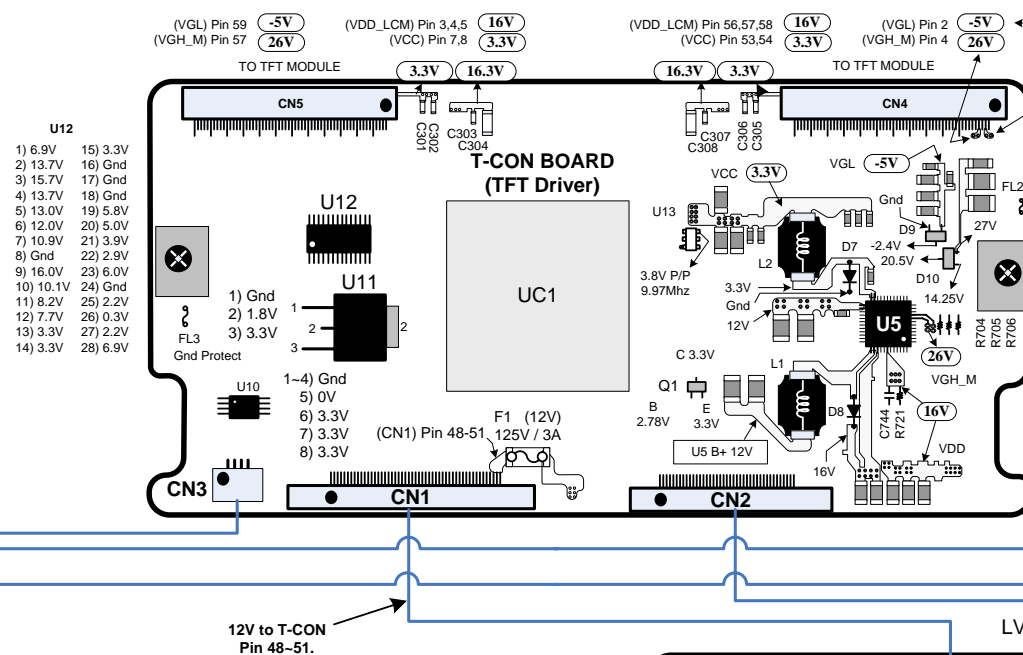 (VGL) Pin 59 -5V
(VGH_M) Pin 57 26V
(VDD_LCM) Pin 3,4,5 16V
(VCC) Pin 7,8 3.3V
(VDD_LCM) Pin 56,57,58 16V
(VCC) Pin 53,54 3.3V
(VGL) Pin 2 -5V
(VGH_M) Pin 4 26V
TO TFT MODULE
3.3V
16.3V
16.3V
3.3V
TO TFT MODULE
CN5
CN4
C301
C302
C303
C304
C307
C308
C306
C305
U12
1) 6.9V 15) 3.3V
2) 13.7V 16) Gnd
3) 15.7V 17) Gnd
4) 13.7V 18) Gnd
5) 13.0V 19) 5.8V
6) 12.0V 20) 5.0V
7) 10.9V 21) 3.9V
8) Gnd 22) 2.9V
9) 16.0V 23) 6.0V
10) 10.1V 24) Gnd
11) 8.2V 25) 2.2V
12) 7.7V 26) 0.3V
13) 3.3V 27) 2.2V
14) 3.3V 28) 6.9V
T-CON BOARD
(TFT Driver)
VCC 3.3V
VGL -5V
FL2
U12
U13
Gnd
D9
27V
-2.4V
20.5V
D10
14.25V
D7
L2
3.8V P/P
9.97Mhz
3.3V
Gnd
12V
U11
1) Gnd
2) 1.8V
3) 3.3V
1
2
3
2
UC1
U5
R704
R705
R706
FL3
Gnd Protect
26V
VGH_M
C 3.3V
L1
Q1
B
2.78V
E
3.3V
U10
1~4) Gnd
5) 0V
6) 3.3V
7) 3.3V
8) 3.3V
F1 (12V)
125V / 3A
(CN1) Pin 48-51
D8
C744
R721
16V
U5 B+ 12V
VDD
16V
CN3
CN1
CN2
12V to T-CON
Pin 48~51.
LV